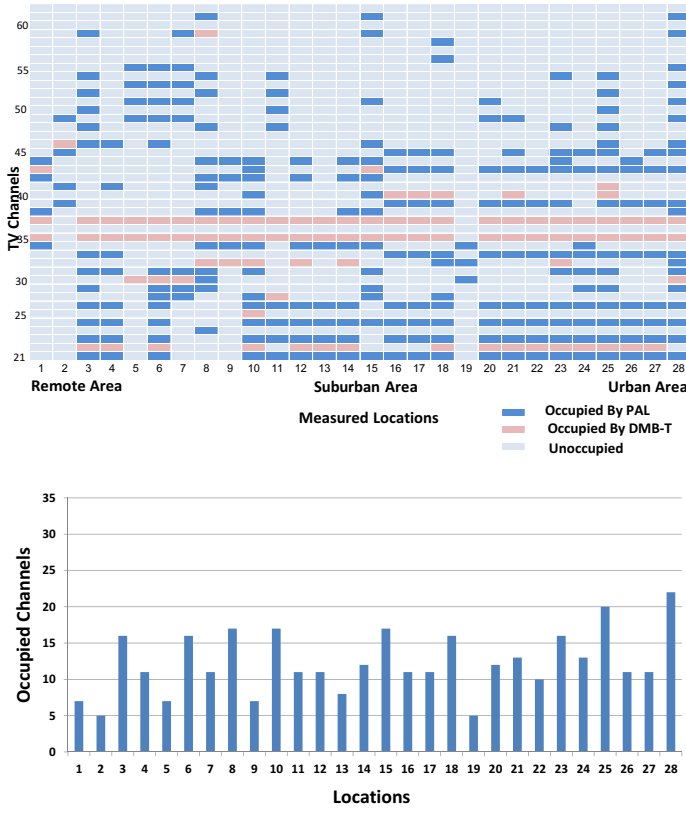 60
55
50
45
40
35
30
25
21
TV Channels
1 2 3 4 5 6 7 8 9 10 11 12 13 14 15 16 17 18 19 20 21 22 23 24 25 26 27 28
Remote Area Suburban Area Urban Area
Measured Locations
Occupied By PAL
Occupied By DMB-T
Unoccupied
35
30
25
20
15
10
5
0
Occupied Channels
1 2 3 4 5 6 7 8 9 10 11 12 13 14 15 16 17 18 19 20 21 22 23 24 25 26 27 28
Locations